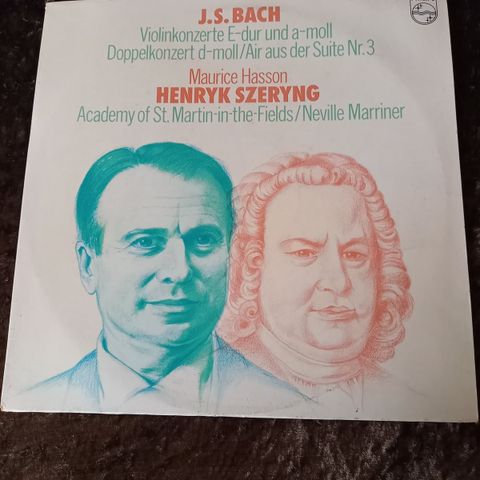 J.S. BACH
Violinkonzerte E-dur und a-moll
Doppelkonzert d-moll/Air aus der Suite Nr. 3
Maurice Hasson
HENRYK SZERYNG
Academy of St. Martin-in-the-Fields/Neville Marriner